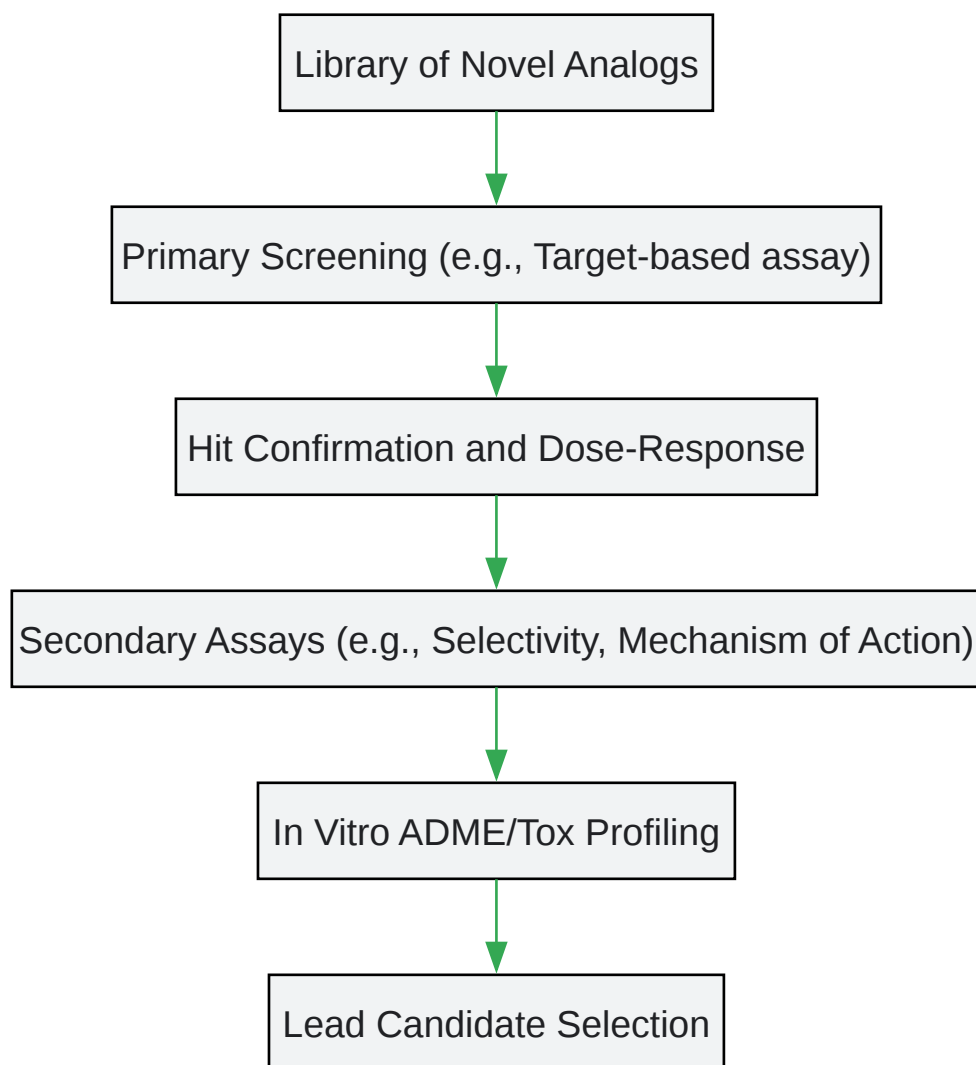 Library of Novel Analogs
Primary Screening (e.g., Target-based assay)
Hit Confirmation and Dose-Response
Secondary Assays (e.g., Selectivity, Mechanism of Action)
In Vitro ADME/Tox Profiling
Lead Candidate Selection